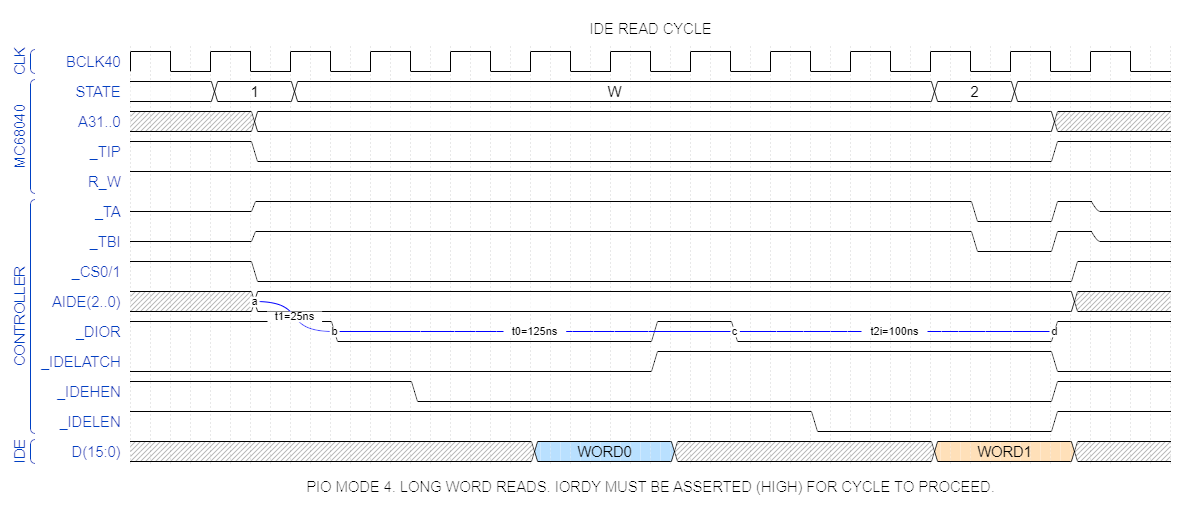 IDE READ CYCLE
CLK
BCLK40
MC68040
STATE 1 W 2
A31..0
_TIP
R_W
CONTROLLER
_TA
_TBI
_CS0/1
AIDE(2..0) a
t1=25ns
_DIOR b t0=125ns c t2i=100ns d
_IDELATCH
_IDEHEN
_IDELEN
IDE
D(15:0) WORD0 WORD1
PIO MODE 4. LONG WORD READS. IORDY MUST BE ASSERTED (HIGH) FOR CYCLE TO PROCEED.